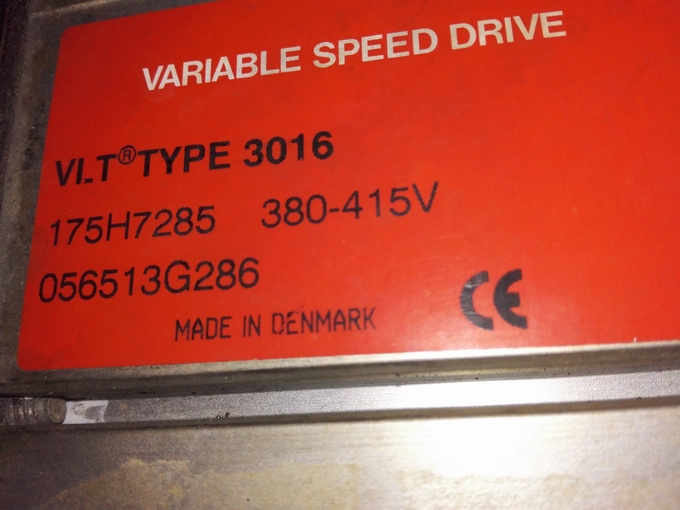 VARIABLE SPEED DRIVE
VLT® TYPE 3016
175H7285 380-415V
056513G286
MADE IN DENMARK
CE